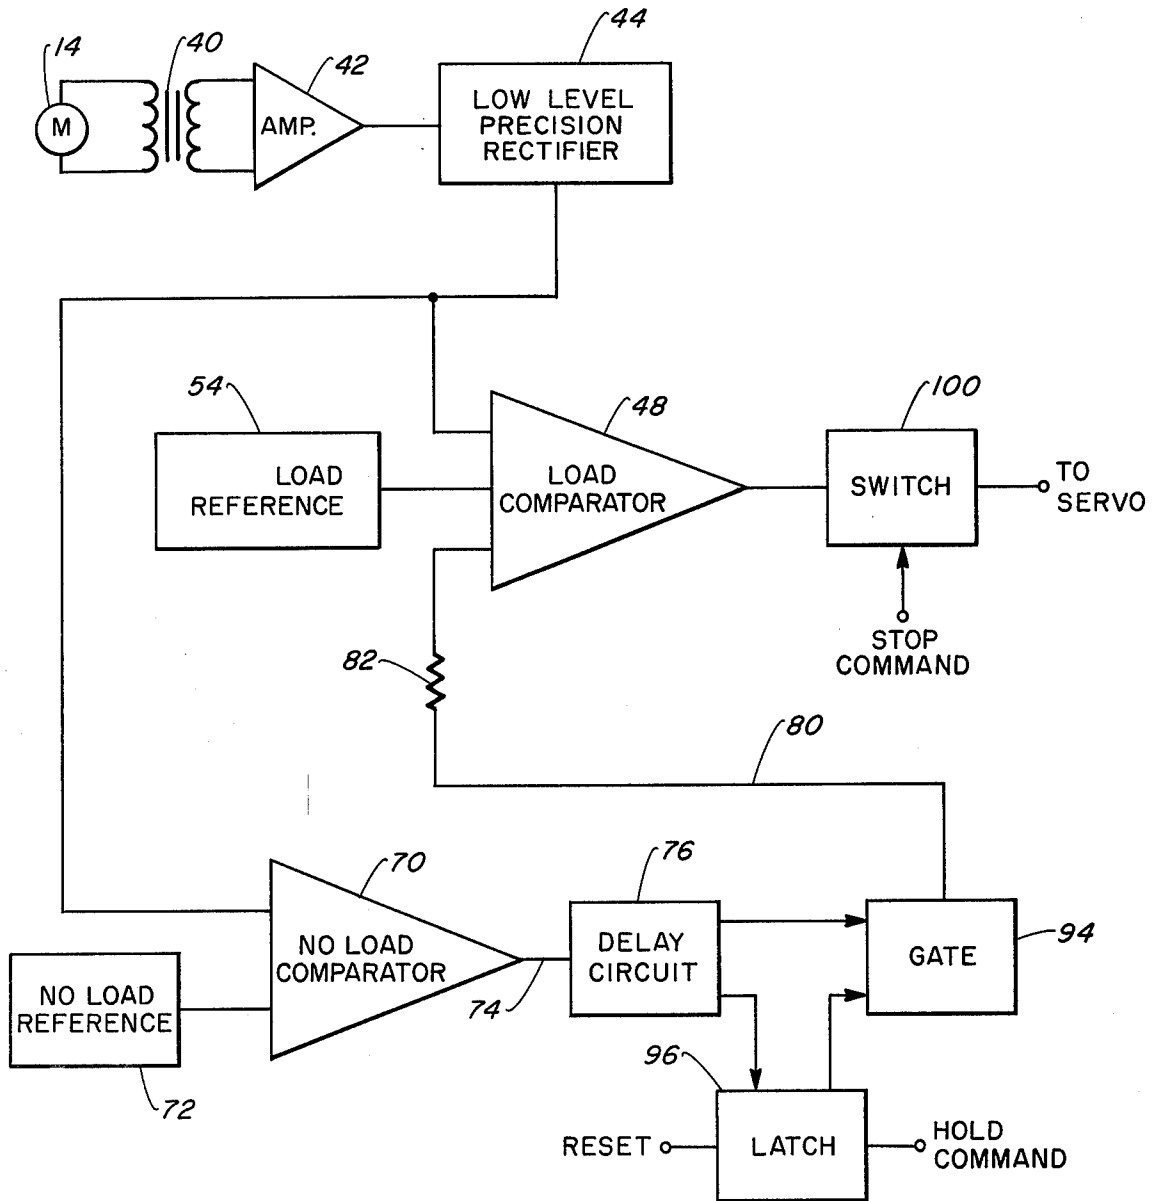 14
40
42
44
M
AMP.
LOW LEVEL
PRECISION
RECTIFIER
54
48
100
LOAD
REFERENCE
LOAD
COMPARATOR
SWITCH
TO
SERVO
STOP
COMMAND
82
80
70
76
NO LOAD
COMPARATOR
74
DELAY
CIRCUIT
GATE
94
NO LOAD
REFERENCE
72
96
RESET
LATCH
HOLD
COMMAND